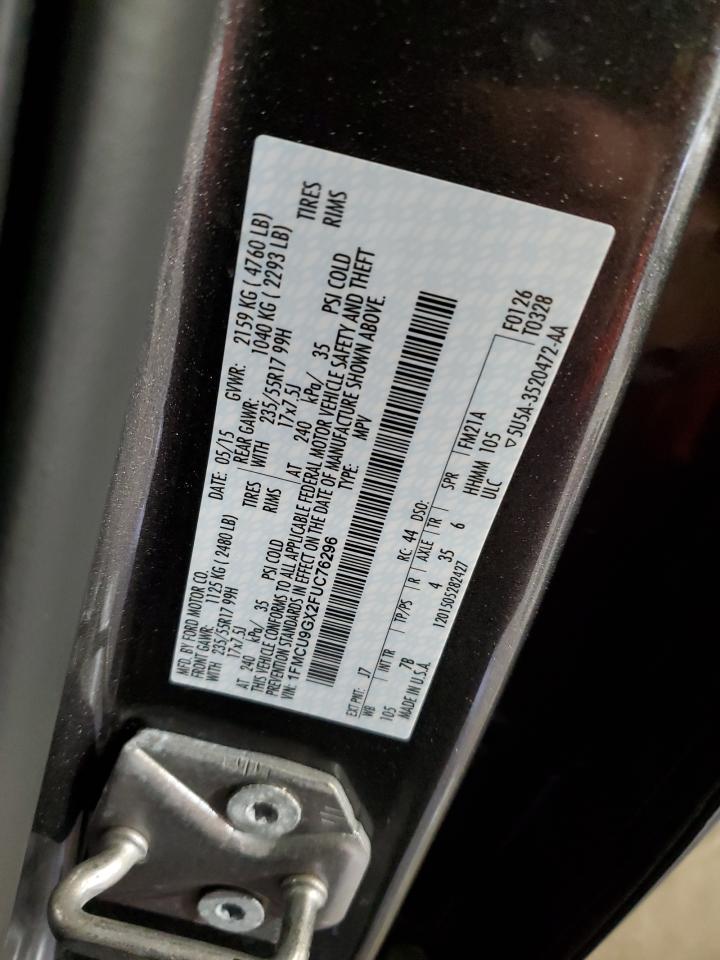 MFD. BY FORD MOTOR CO. DATE: 05/15 GVWR: 2159 KG ( 4760 LB)
FRONT GAWR: 1125 KG ( 2480 LB) REAR GAWR: 1040 KG ( 2293 LB)
WITH 235/55R17 99H TIRES WITH 235/55R17 99H TIRES
17x7.5J RIMS 17x7.5J RIMS
AT 240 kPa/ 35 PSI COLD AT 240 kPa/ 35 PSI COLD
THIS VEHICLE CONFORMS TO ALL APPLICABLE FEDERAL MOTOR VEHICLE SAFETY AND THEFT
PREVENTION STANDARDS IN EFFECT ON THE DATE OF MANUFACTURE SHOWN ABOVE.
VIN: 1FMCU9GX2FUC76296 TYPE: MPV
EXT PNT: J7 RC: 44 DSO: F0126
WB INT TR TP/PS R AXLE TR SPR FM21A T0328
105 7B 4 35 6 HHMM 105
MADE IN U.S.A. 1201505282427 ULC ▽5U5A-3520472-AA